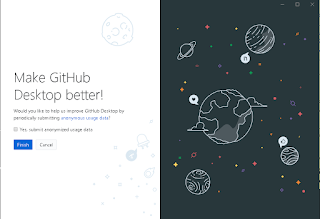 Make GitHub
Desktop better!
Would you like to help us improve GitHub Desktop by
periodically submitting anonymous usage data?
Yes, submit anonymized usage data
Finish
Cancel